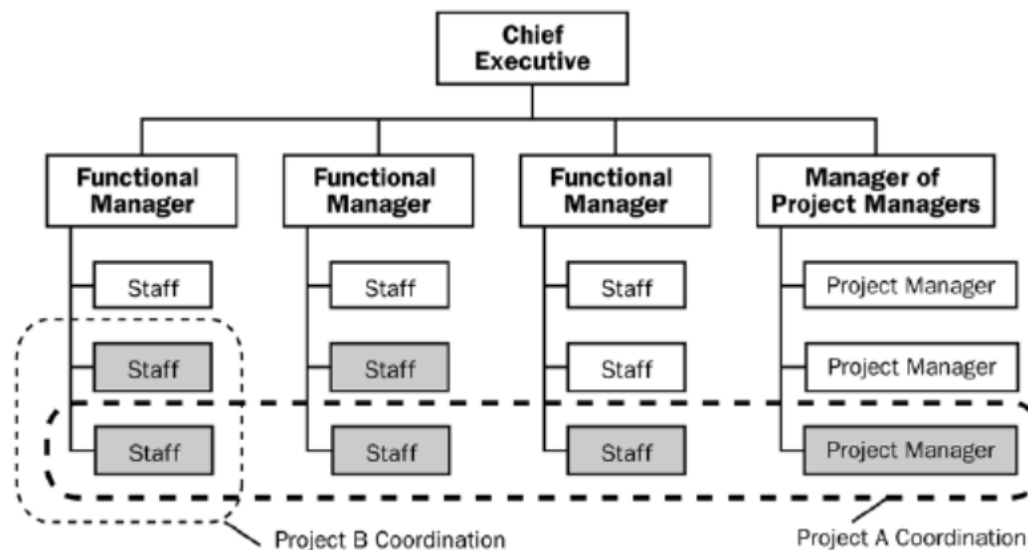 Chief
Executive
Functional
Manager
Functional
Manager
Functional
Manager
Manager of
Project Managers
Staff
Staff
Staff
Project Manager
Staff
Staff
Staff
Project Manager
Staff
Staff
Staff
Project Manager
Project B Coordination
Project A Coordination